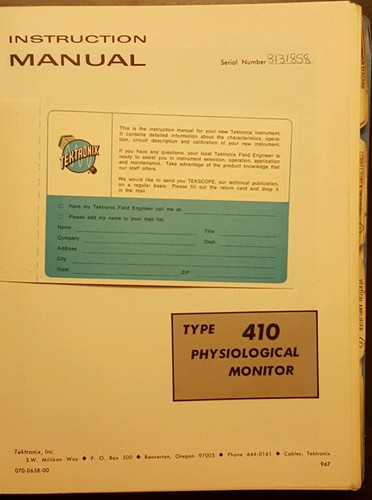 INSTRUCTION
MANUAL
Serial Number B131858
TEKTRONIX
This is the instruction manual for your new Tektronix instrument.
It contains detailed information about the characteristics, opera-
tion, circuit description and calibration of your new instrument.
If you have any questions, your local Tektronix Field Engineer is
ready to assist you in instrument selection, operation, application
and maintenance. Take advantage of the product knowledge that
our staff offers.
We would like to send you TEKSCOPE, our technical publication,
on a regular basis. Please fill out the return card and drop it
in the mail.
Have my Tektronix Field Engineer call me at
Please add my name to your mail list.
Name Title
Company Dept.
Address
City
State ZIP
TYPE 410
PHYSIOLOGICAL
MONITOR
Tektronix, Inc.
S.W. Millikan Way ● P. O. Box 500 ● Beaverton, Oregon 97005 ● Phone 644-0161 ● Cables: Tektronix
070-0658-00 967